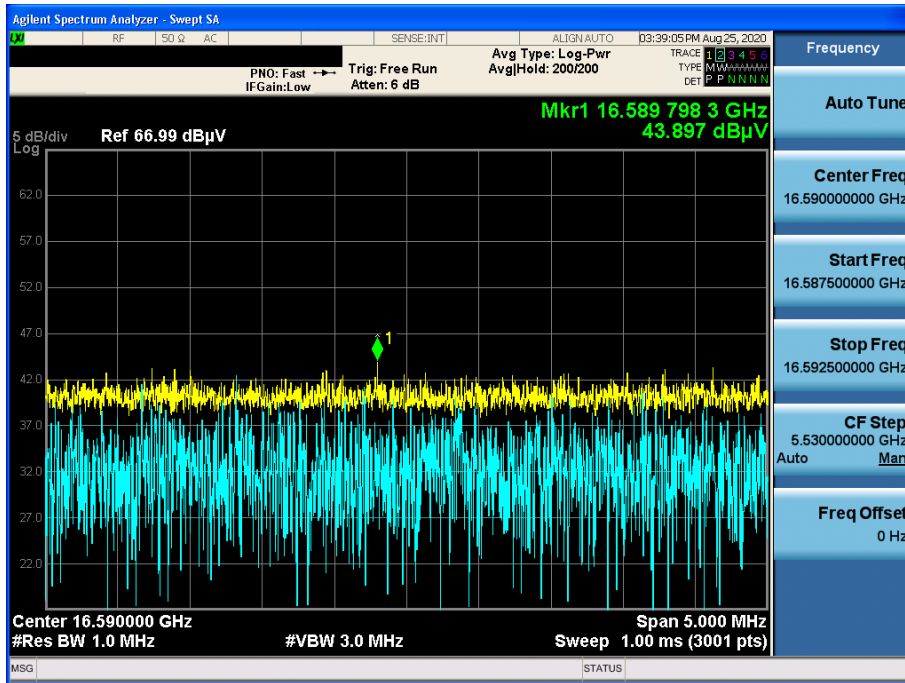 Agilent Spectrum Analyzer - Swept SA
LXI RF 50 Ω AC SENSE:INT ALIGN AUTO 03:39:05 PM Aug 25, 2020
Frequency
PNO: Fast Trig: Free Run Avg Type: Log-Pwr TRACE 1 2 3 4 5 6
IFGain:Low Atten: 6 dB Avg|Hold: 200/200 TYPE M W W W W W
DET P P N N N N
Auto Tune
Mkr1 16.589 798 3 GHz
43.897 dBµV
5 dB/div Ref 66.99 dBµV
Log
62.0
57.0
52.0
47.0
42.0
37.0
32.0
27.0
22.0
1
Center Freq
16.590000000 GHz
Start Freq
16.587500000 GHz
Stop Freq
16.592500000 GHz
CF Step
5.530000000 GHz
Auto Man
Freq Offset
0 Hz
Center 16.590000 GHz Span 5.000 MHz
#Res BW 1.0 MHz #VBW 3.0 MHz Sweep 1.00 ms (3001 pts)
MSG STATUS